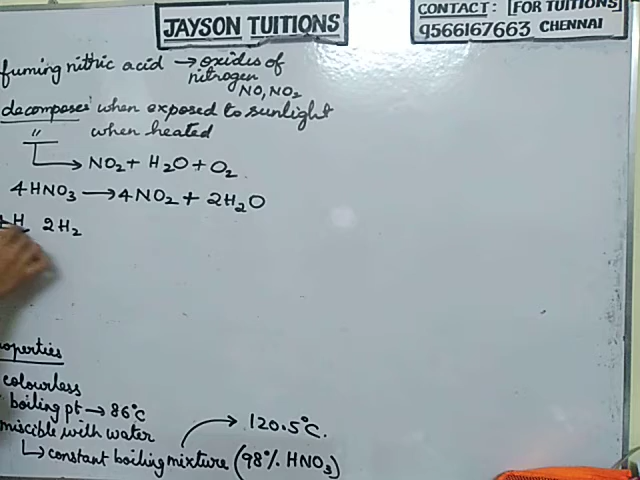 JAYSON TUITIONS
CONTACT: [FOR TUITIONS]
9566167663 CHENNAI
fuming nitric acid → oxides of
nitrogen
NO, NO₂
decomposes when exposed to sunlight
" when heated
→ NO₂ + H₂O + O₂
4HNO₃ → 4NO₂ + 2H₂O
4H 2H₂
operties
colourless
boiling pt → 86°C
miscible with water
→ 120.5°C.
↳ constant boiling mixture (98% HNO₃)